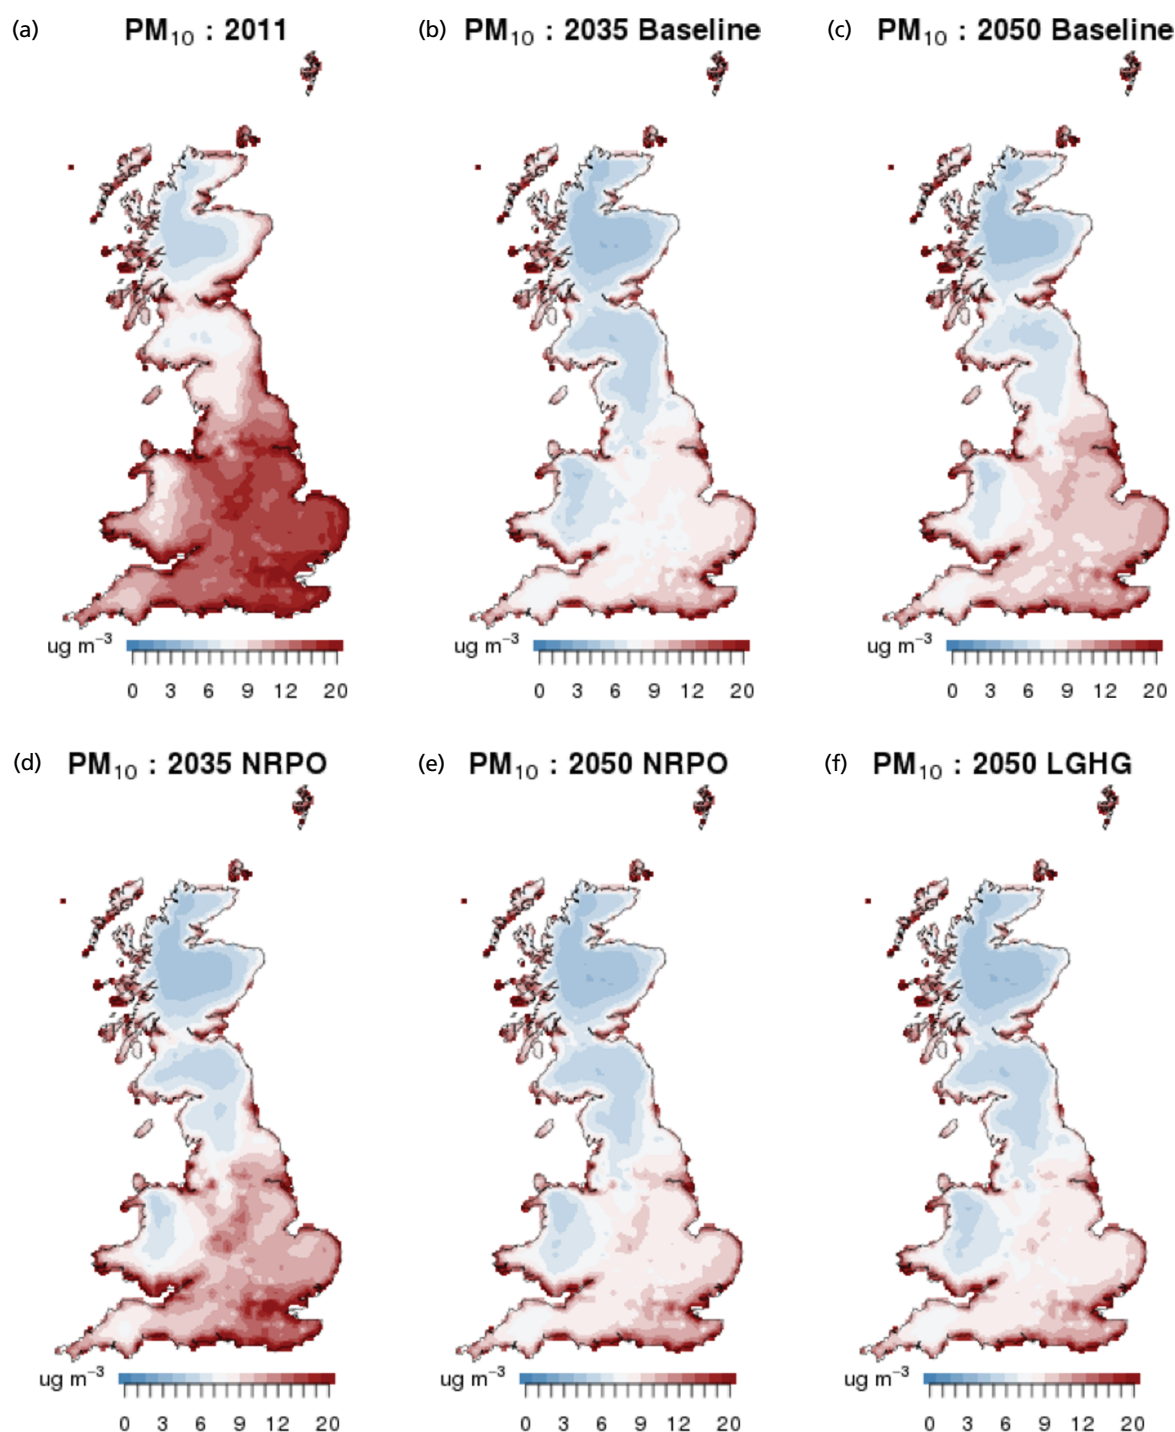 (a) PM₁₀ : 2011
(b) PM₁₀ : 2035 Baseline
(c) PM₁₀ : 2050 Baseline
ug m⁻³
0 3 6 9 12 20
ug m⁻³
0 3 6 9 12 20
ug m⁻³
0 3 6 9 12 20
(d) PM₁₀ : 2035 NRPO
(e) PM₁₀ : 2050 NRPO
(f) PM₁₀ : 2050 LGHG
ug m⁻³
0 3 6 9 12 20
ug m⁻³
0 3 6 9 12 20
ug m⁻³
0 3 6 9 12 20